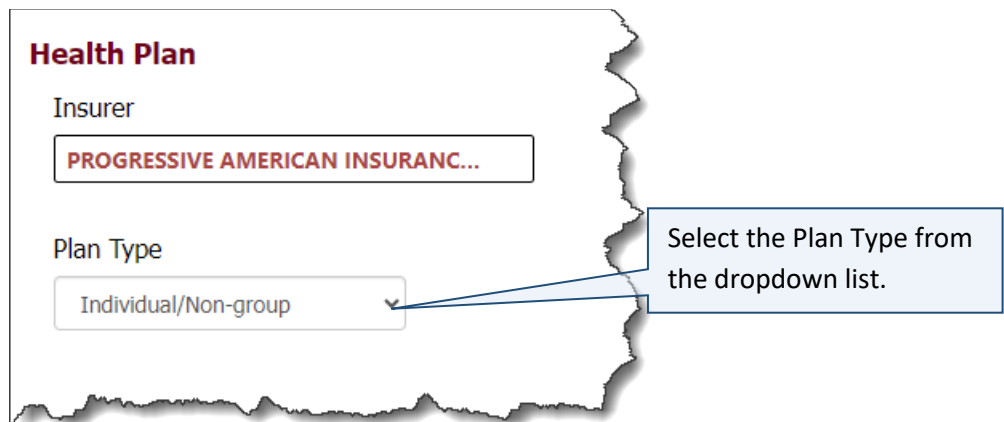 Health Plan
Insurer
PROGRESSIVE AMERICAN INSURANC...
Plan Type
Individual/Non-group
Select the Plan Type from
the dropdown list.